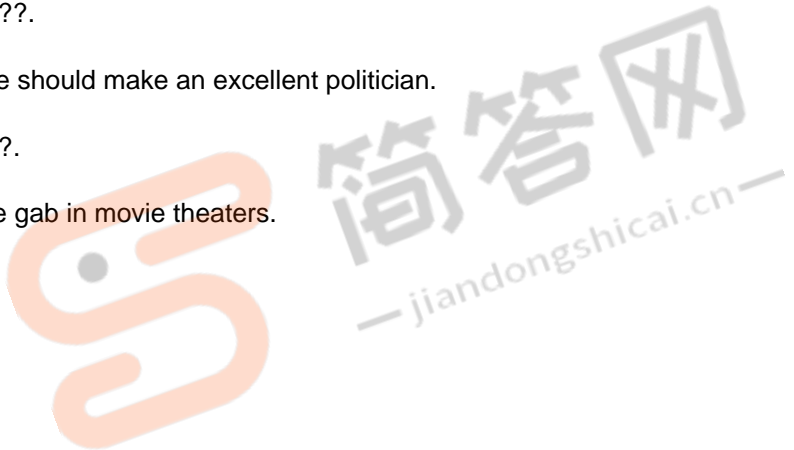 ??.
e should make an excellent politician.
?.
e gab in movie theaters.
简答网
jiandongshicai.cn